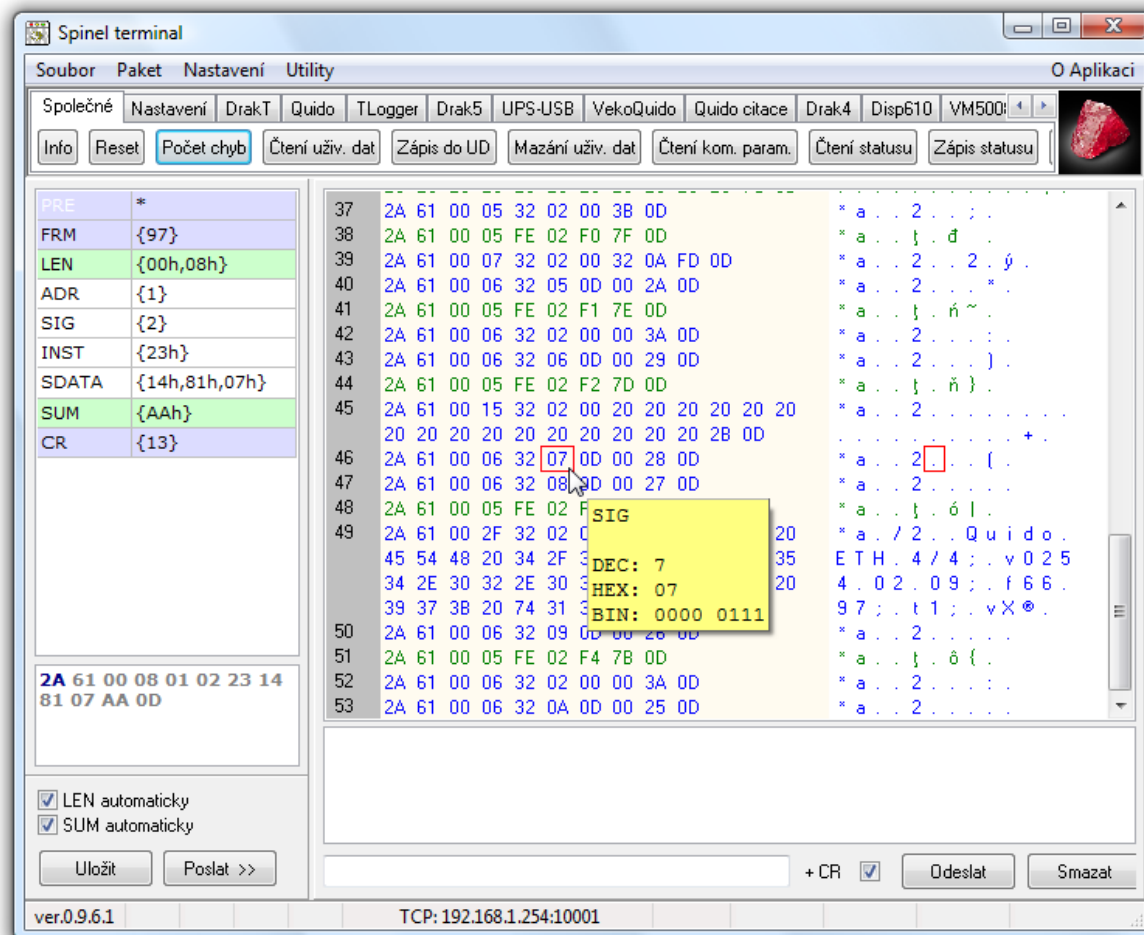 Spinel terminal
Soubor Paket Nastavení Utility O Aplikaci
Společné Nastavení DrakT Quido TLogger Drak5 UPS-USB VekoQuido Quido citace Drak4 Disp610
Info Reset Počet chyb Čtení uživ. dat Zápis do UD Mazání uživ. dat Čtení kom. param. Čtení statusu Zápis statusu
PRE *
FRM {97}
LEN {00h,08h}
ADR {1}
SIG {2}
INST {23h}
SDATA {14h,81h,07h}
SUM {AAh}
CR {13}
2A 61 00 08 01 02 23 14
81 07 AA 0D
LEN automaticky
SUM automaticky
Uložit Poslat >>
37 2A 61 00 05 32 02 00 3B 0D * a . . 2 . . ; .
38 2A 61 00 05 FE 02 F0 7F 0D * a . . ţ . đ .
39 2A 61 00 07 32 02 00 32 0A FD 0D * a . . 2 . . 2 . ý .
40 2A 61 00 06 32 05 0D 00 2A 0D * a . . 2 . . . * .
41 2A 61 00 05 FE 02 F1 7E 0D * a . . ţ . ń ~ .
42 2A 61 00 06 32 02 00 00 3A 0D * a . . 2 . . . : .
43 2A 61 00 06 32 06 0D 00 29 0D * a . . 2 . . . ) .
44 2A 61 00 05 FE 02 F2 7D 0D * a . . ţ . ň } .
45 2A 61 00 15 32 02 00 20 20 20 20 20 20 * a . . 2 . . . . . . . .
20 20 20 20 20 20 20 20 20 20 2B 0D . . . . . . . . . . + .
46 2A 61 00 06 32 07 0D 00 28 0D * a . . 2 . . . ( .
47 2A 61 00 06 32 08 0D 00 27 0D * a . . 2 . . . . .
48 2A 61 00 05 FE 02 * a . . ţ . ó | .
49 2A 61 00 2F 32 02 20 * a . / 2 . . Q u i d o .
45 54 48 20 34 2F 35 E T H . 4 / 4 ; . v 0 2 5
34 2E 30 32 2E 30 20 4 . 0 2 . 0 9 ; . f 6 6 .
39 37 3B 20 74 31 9 7 ; . t 1 ; . v X ® .
50 2A 61 00 06 32 09 0D 00 26 0D * a . . 2 . . . . .
51 2A 61 00 05 FE 02 F4 7B 0D * a . . ţ . ô { .
52 2A 61 00 06 32 02 00 00 3A 0D * a . . 2 . . . : .
53 2A 61 00 06 32 0A 0D 00 25 0D * a . . 2 . . . . .
SIG
DEC: 7
HEX: 07
BIN: 0000 0111
+ CR Odeslat Smazat
ver.0.9.6.1 TCP: 192.168.1.254:10001